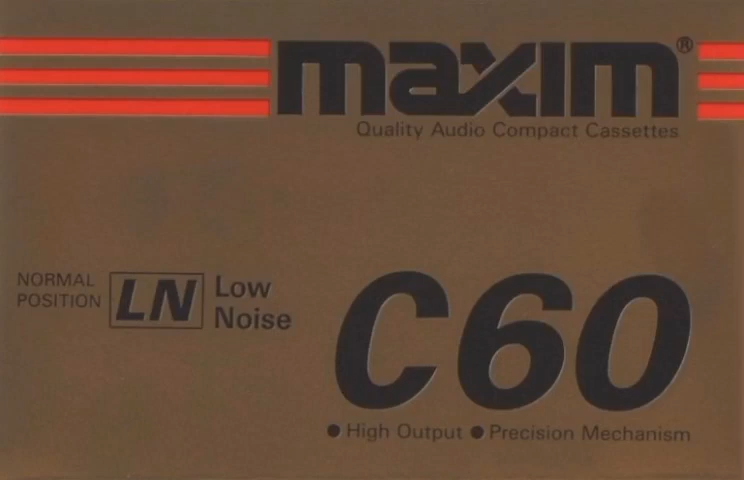 maxim®
Quality Audio Compact Cassettes
NORMAL
POSITION
LN
Low
Noise
C60
● High Output ● Precision Mechanism